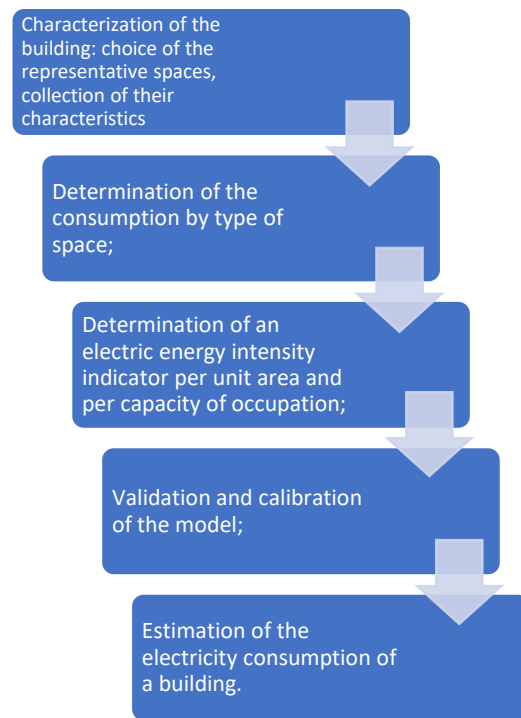 Characterization of the
building: choice of the
representative spaces,
collection of their
characteristics
Determination of the
consumption by type of
space;
Determination of an
electric energy intensity
indicator per unit area and
per capacity of occupation;
Validation and calibration
of the model;
Estimation of the
electricity consumption of
a building.